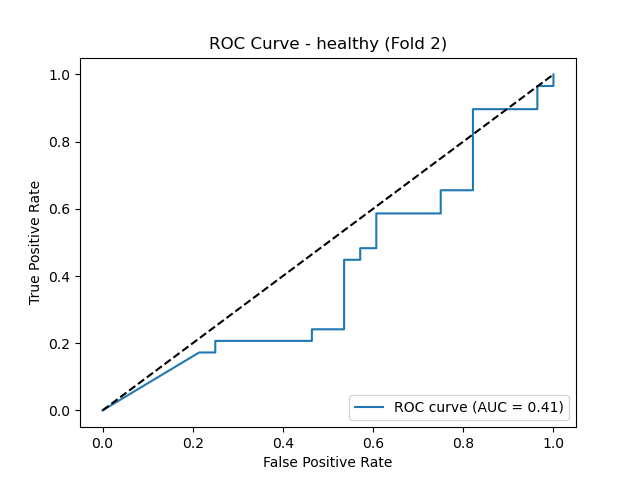 ROC Curve - healthy (Fold 2)
True Positive Rate
1.0
0.8
0.6
0.4
0.2
0.0
ROC curve (AUC = 0.41)
0.0 0.2 0.4 0.6 0.8 1.0
False Positive Rate